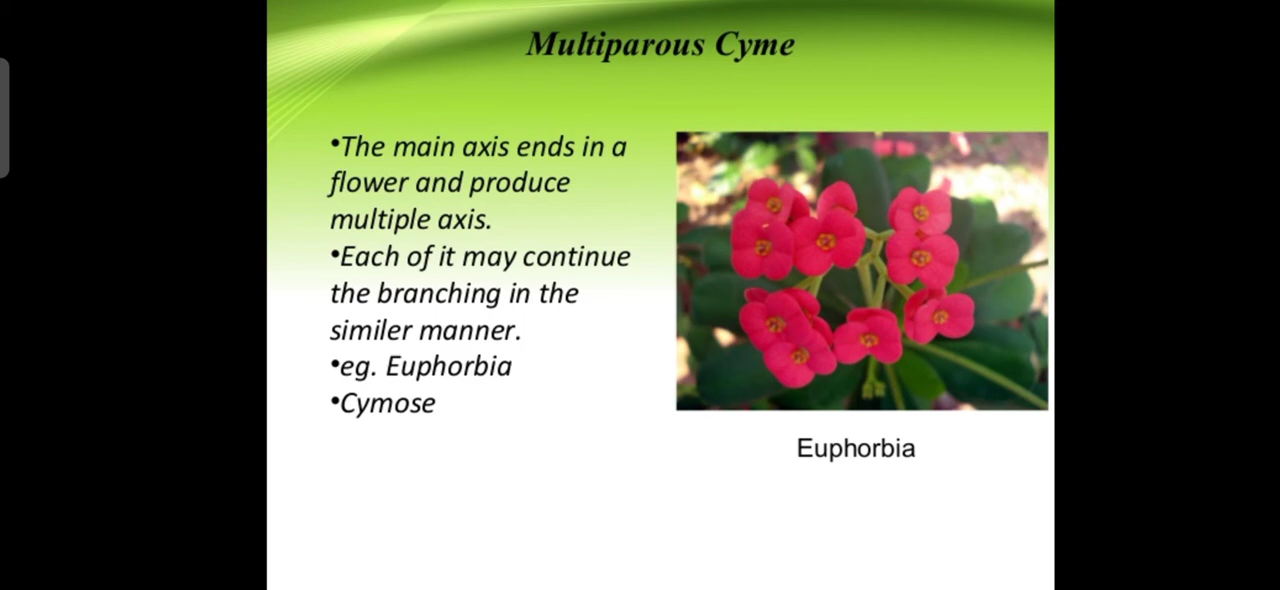 Multiparous Cyme
•The main axis ends in a
flower and produce
multiple axis.
•Each of it may continue
the branching in the
similer manner.
•eg. Euphorbia
•Cymose
Euphorbia